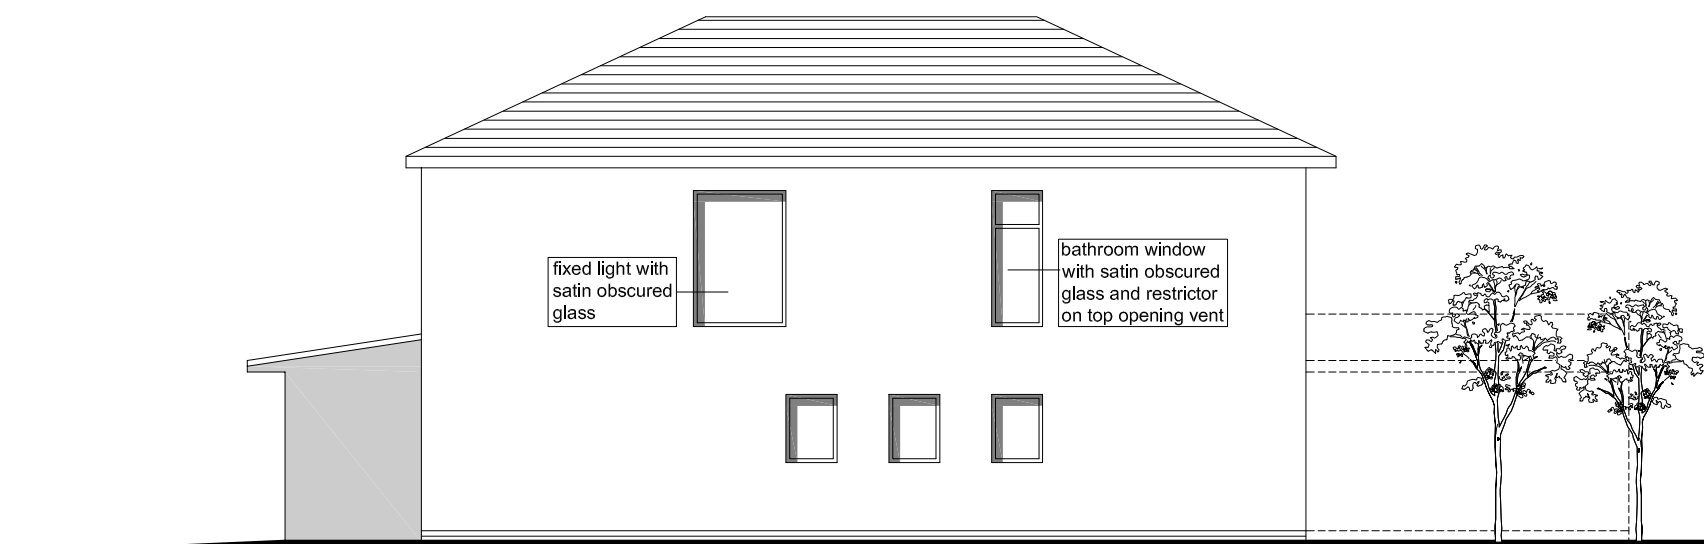 fixed light with
satin obscured
glass
bathroom window
with satin obscured
glass and restrictor
on top opening vent